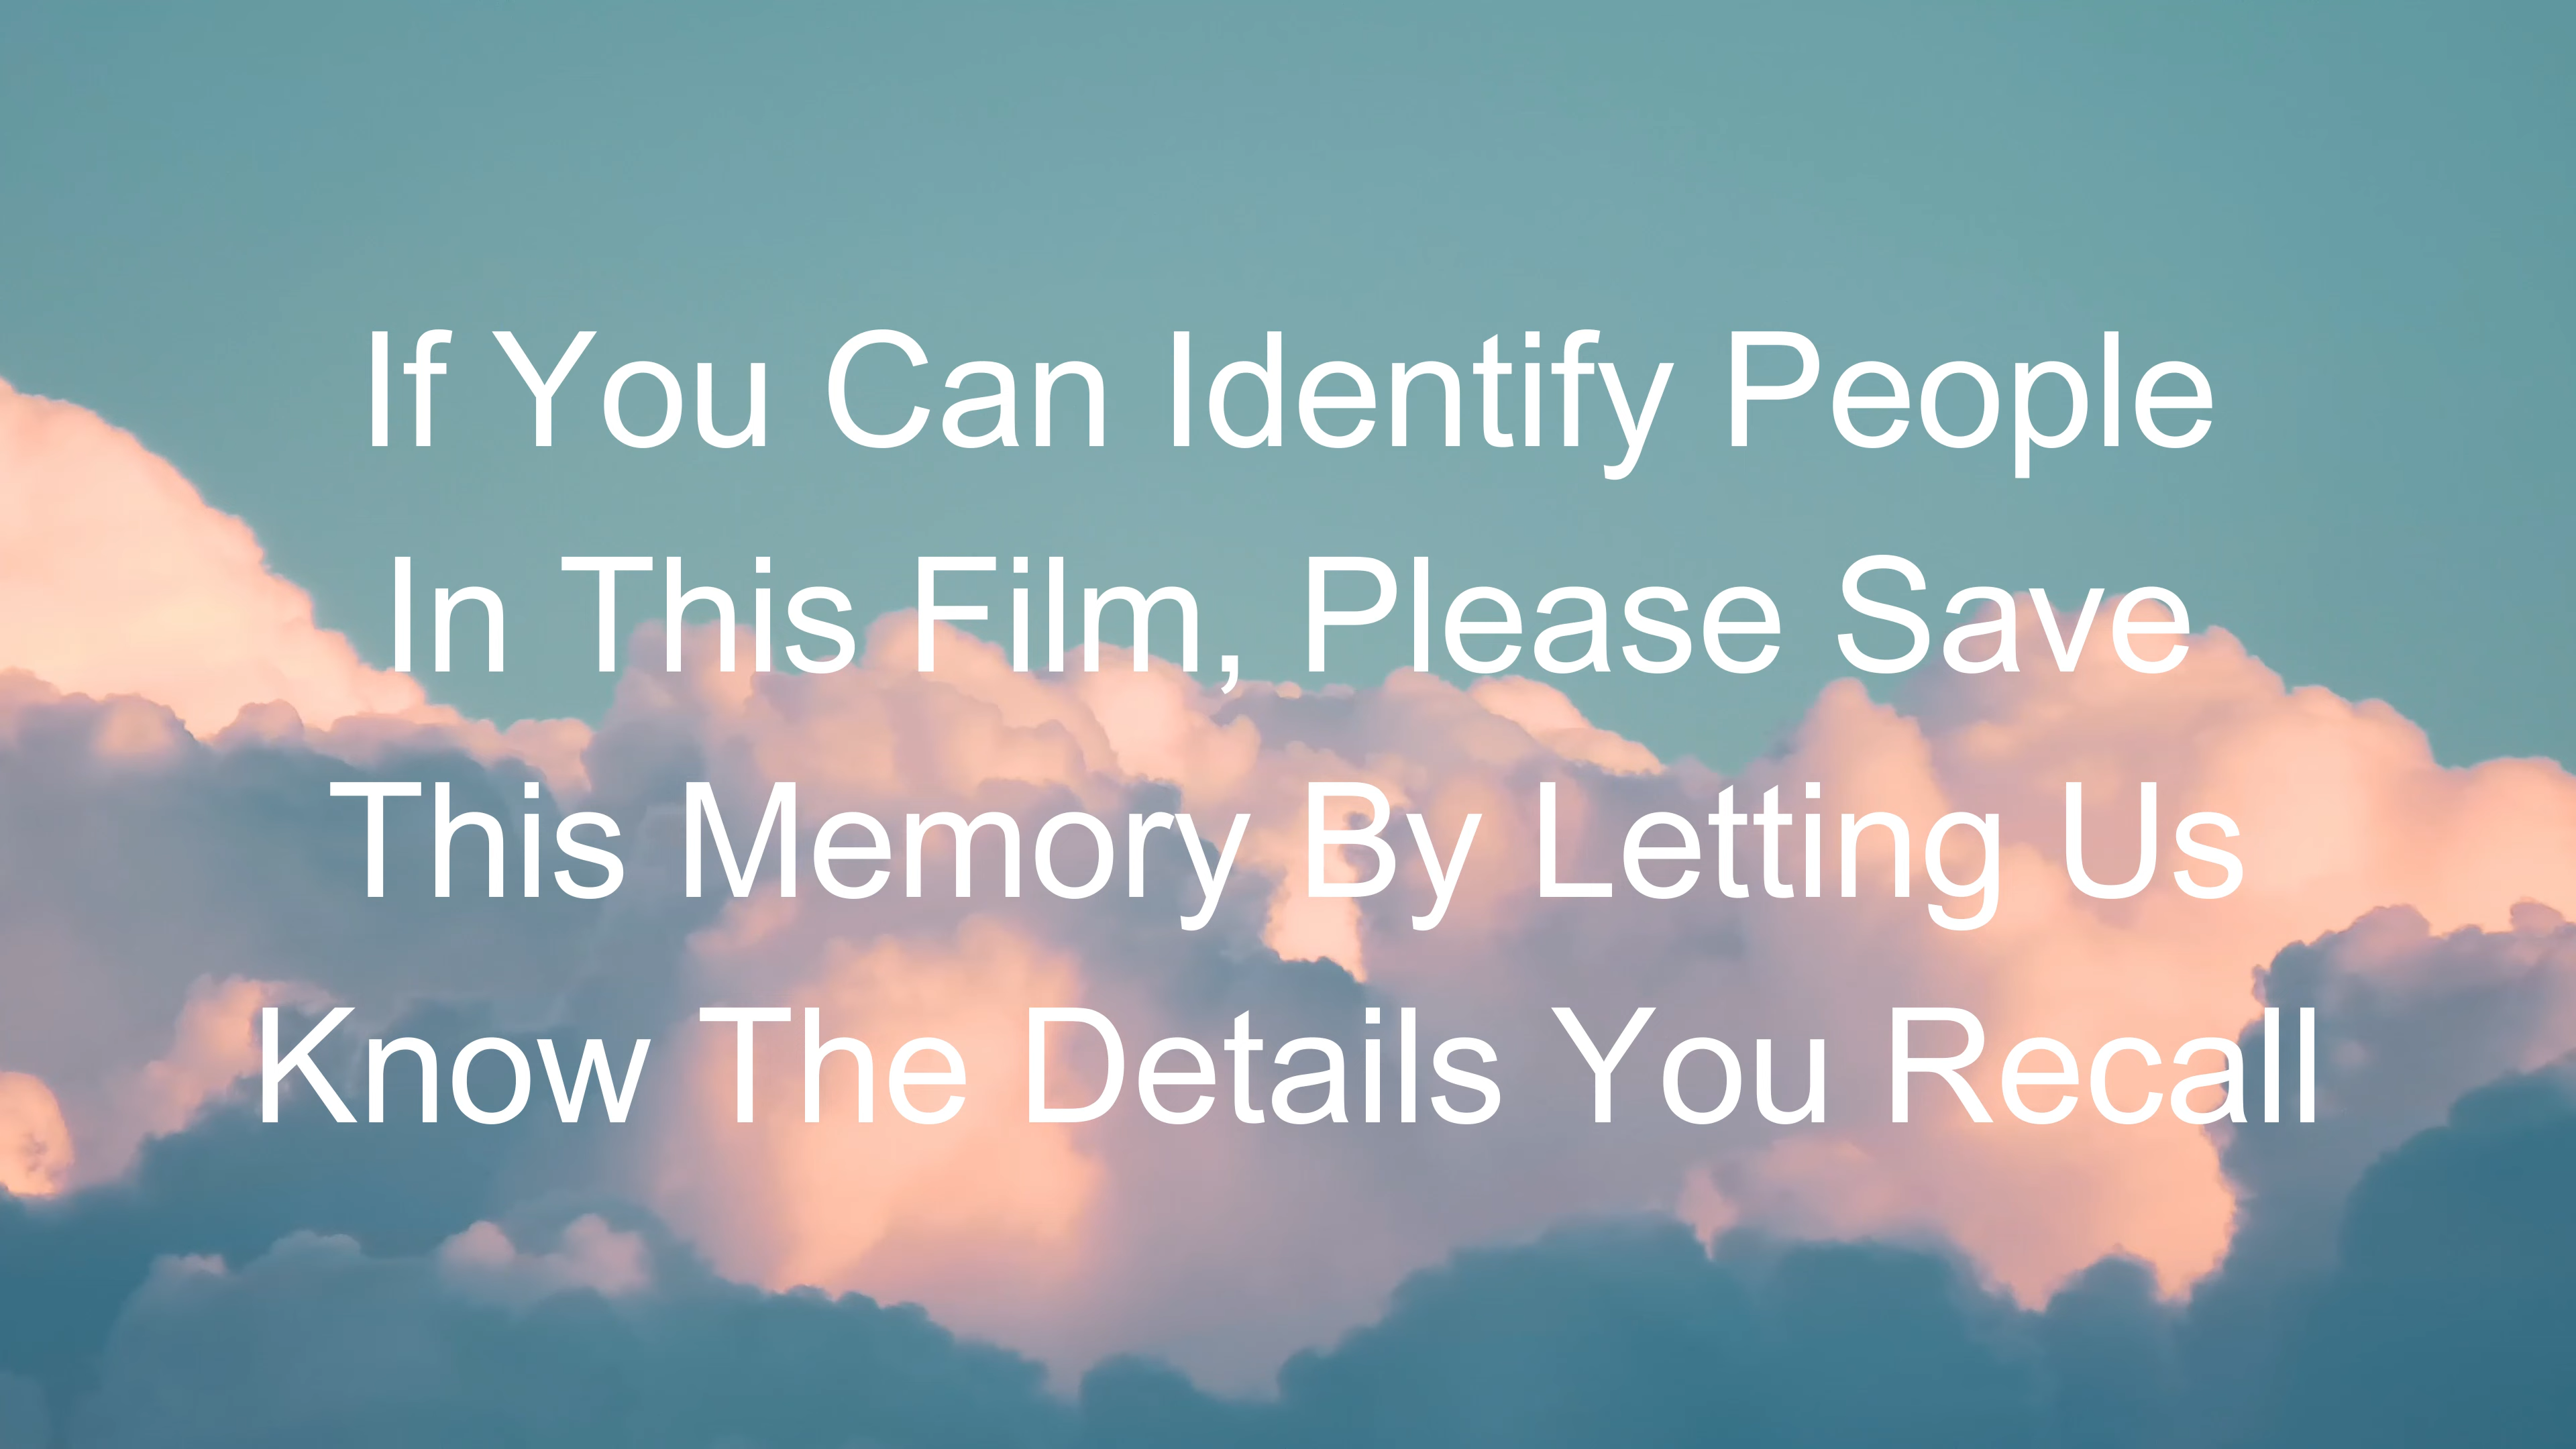 If You Can Identify People
In This Film, Please Save
This Memory By Letting Us
Know The Details You Recall